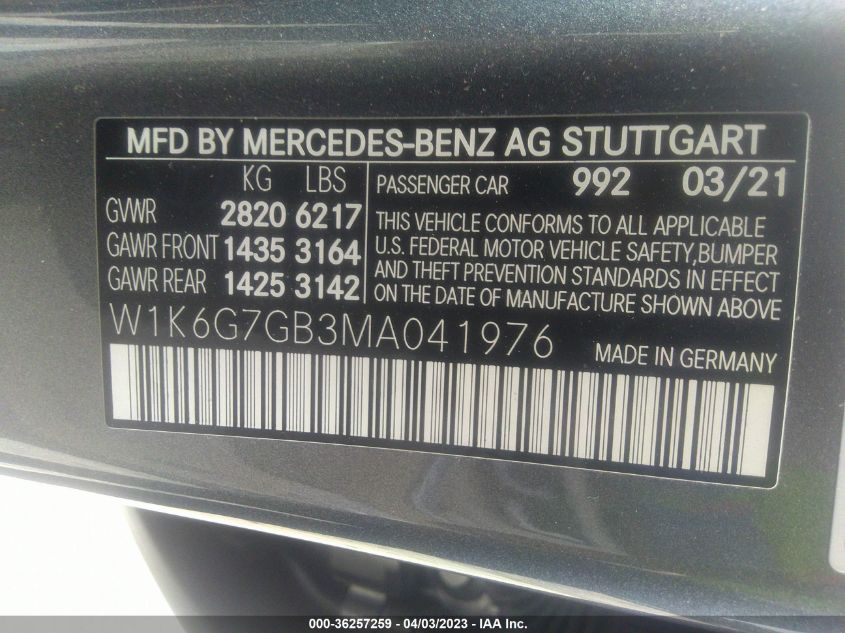 MFD BY MERCEDES-BENZ AG STUTTGART
KG LBS
GVWR 2820 6217
GAWR FRONT 1435 3164
GAWR REAR 1425 3142
PASSENGER CAR 992 03/21
THIS VEHICLE CONFORMS TO ALL APPLICABLE
U.S. FEDERAL MOTOR VEHICLE SAFETY,BUMPER
AND THEFT PREVENTION STANDARDS IN EFFECT
ON THE DATE OF MANUFACTURE SHOWN ABOVE
W1K6G7GB3MA041976
MADE IN GERMANY
000-36257259 - 04/03/2023 - IAA Inc.